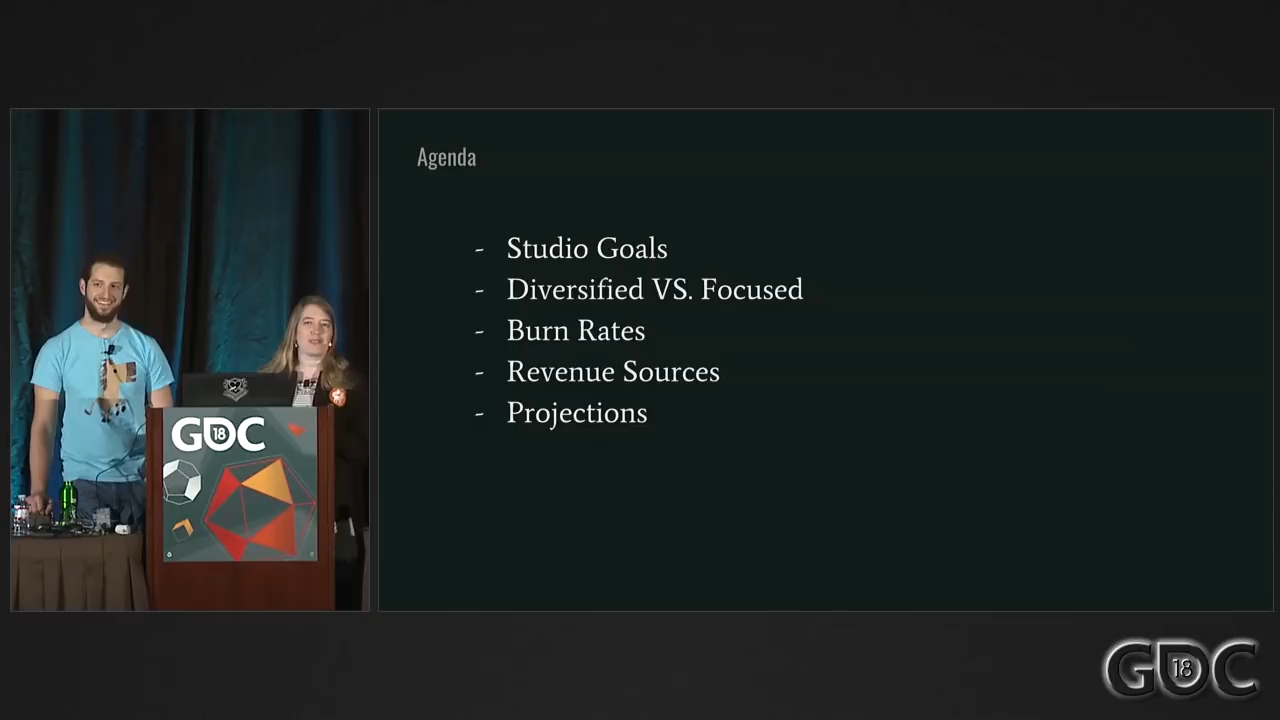 Agenda
- Studio Goals
- Diversified VS. Focused
- Burn Rates
- Revenue Sources
- Projections
GDC 18
GDC 18